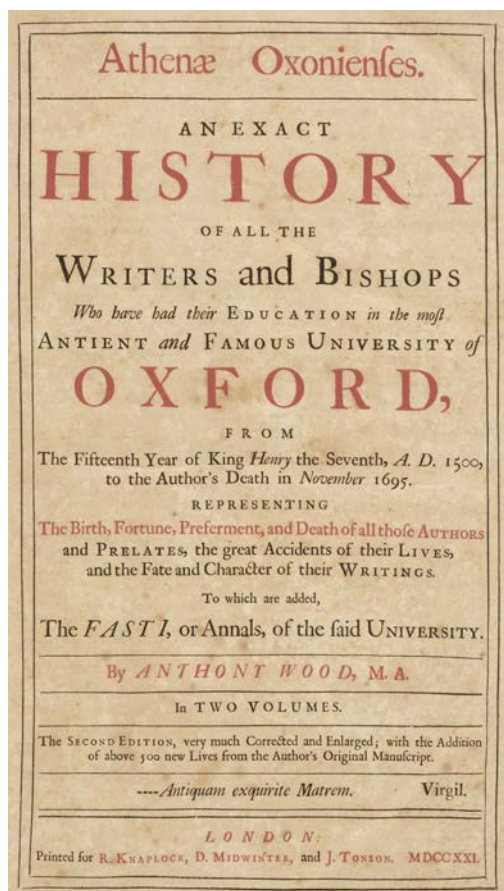 Athenæ Oxonienſes.
AN EXACT
HISTORY
OF ALL THE
WRITERS and BISHOPS
Who have had their EDUCATION in the moſt
ANTIENT and FAMOUS UNIVERSITY of
OXFORD,
FROM
The Fifteenth Year of King Henry the Seventh, A. D. 1500,
to the Author's Death in November 1695.
REPRESENTING
The Birth, Fortune, Preferment, and Death of all thoſe AUTHORS
and PRELATES, the great Accidents of their LIVES,
and the Fate and Character of their WRITINGS.
To which are added,
The FASTI, or Annals, of the ſaid UNIVERSITY.
By ANTHONY WOOD, M. A.
In TWO VOLUMES.
The SECOND EDITION, very much Corrected and Enlarged; with the Addition
of above 500 new Lives from the Author's Original Manuſcript.
----Antiquam exquirite Matrem. Virgil.
LONDON:
Printed for R. KNAPLOCK, D. MIDWINTER, and J. TONSON. MDCCXXI.